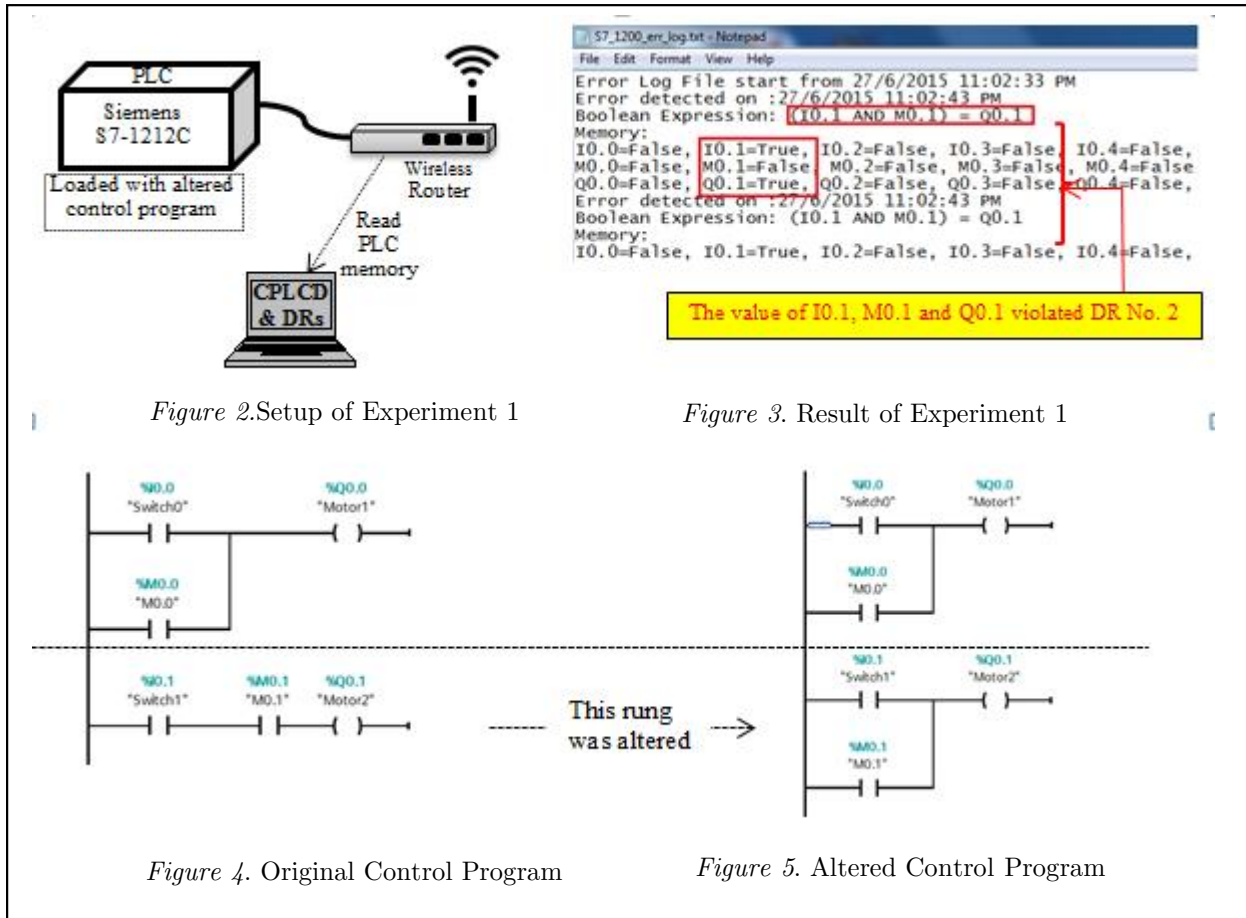 PLC
Siemens
S7-1212C
Loaded with altered
control program
Wireless
Router
Read
PLC
memory
CPLCD
& DRs
Figure 2.Setup of Experiment 1
S7_1200_err_log.txt - Notepad
File Edit Format View Help
Error Log File start from 27/6/2015 11:02:33 PM
Error detected on :27/6/2015 11:02:43 PM
Boolean Expression: (I0.1 AND M0.1) = Q0.1
Memory:
I0.0=False, I0.1=True, I0.2=False, I0.3=False, I0.4=False,
M0.0=False, M0.1=False, M0.2=False, M0.3=False, M0.4=False
Q0.0=False, Q0.1=True, Q0.2=False, Q0.3=False, Q0.4=False,
Error detected on :27/6/2015 11:02:43 PM
Boolean Expression: (I0.1 AND M0.1) = Q0.1
Memory:
I0.0=False, I0.1=True, I0.2=False, I0.3=False, I0.4=False,
The value of I0.1, M0.1 and Q0.1 violated DR No. 2
Figure 3. Result of Experiment 1
%I0.0 %Q0.0
"Switch0" "Motor1"
%M0.0
"M0.0"
%I0.1 %M0.1 %Q0.1
"Switch1" "M0.1" "Motor2"
This rung
was altered
%I0.0 %Q0.0
"Switch0" "Motor1"
%M0.0
"M0.0"
%I0.1 %Q0.1
"Switch1" "Motor2"
%M0.1
"M0.1"
Figure 4. Original Control Program
Figure 5. Altered Control Program